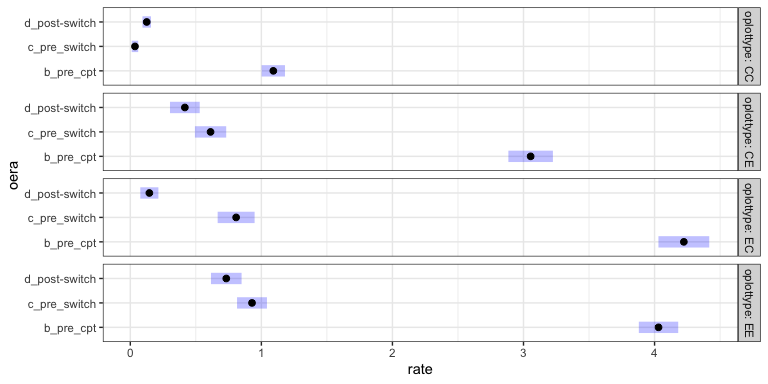 d_post-switch
c_pre_switch
b_pre_cpt
oplottype: CC
d_post-switch
c_pre_switch
b_pre_cpt
oplottype: CE
d_post-switch
c_pre_switch
b_pre_cpt
oplottype: EC
d_post-switch
c_pre_switch
b_pre_cpt
oplottype: EE
oera
0 1 2 3 4
rate